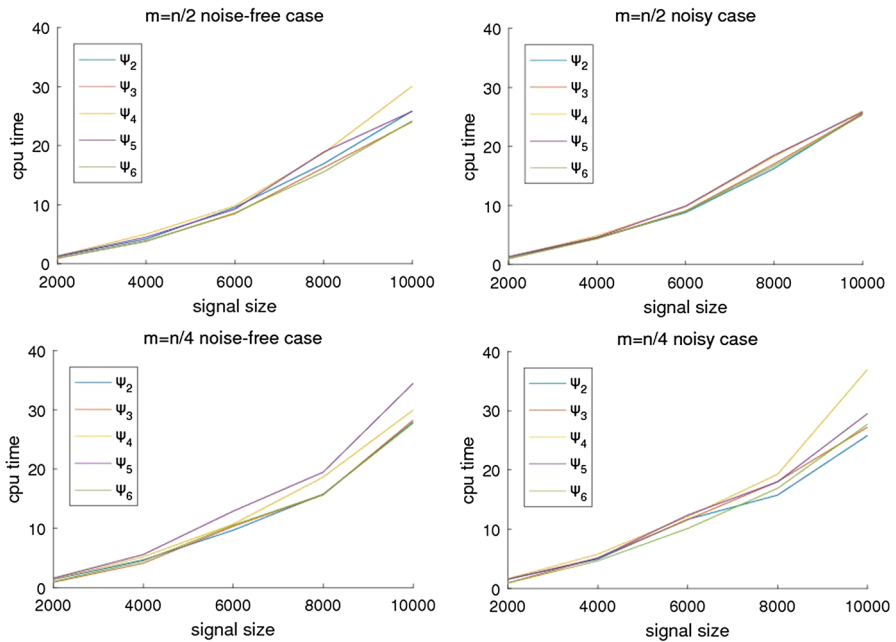 m=n/2 noise-free case
40
30
20
10
0
cpu time
ψ2
ψ3
ψ4
ψ5
ψ6
2000 4000 6000 8000 10000
signal size
m=n/2 noisy case
40
30
20
10
0
cpu time
ψ2
ψ3
ψ4
ψ5
ψ6
2000 4000 6000 8000 10000
signal size
m=n/4 noise-free case
40
30
20
10
0
cpu time
ψ2
ψ3
ψ4
ψ5
ψ6
2000 4000 6000 8000 10000
signal size
m=n/4 noisy case
40
30
20
10
0
cpu time
ψ2
ψ3
ψ4
ψ5
ψ6
2000 4000 6000 8000 10000
signal size